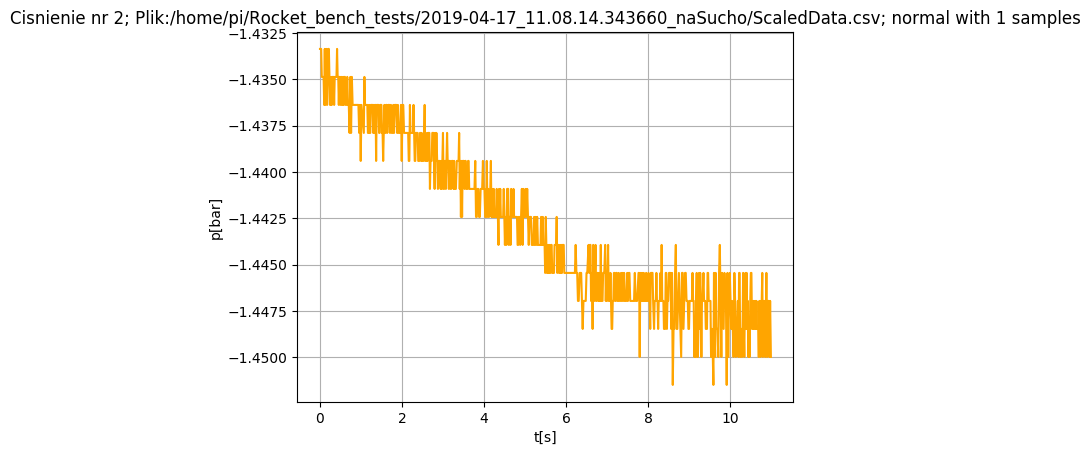 Cisnienie nr 2; Plik:/home/pi/Rocket_bench_tests/2019-04-17_11.08.14.343660_naSucho/ScaledData.csv; normal with 1 samples
−1.4325
−1.4350
−1.4375
−1.4400
−1.4425
−1.4450
−1.4475
−1.4500
p[bar]
0 2 4 6 8 10
t[s]